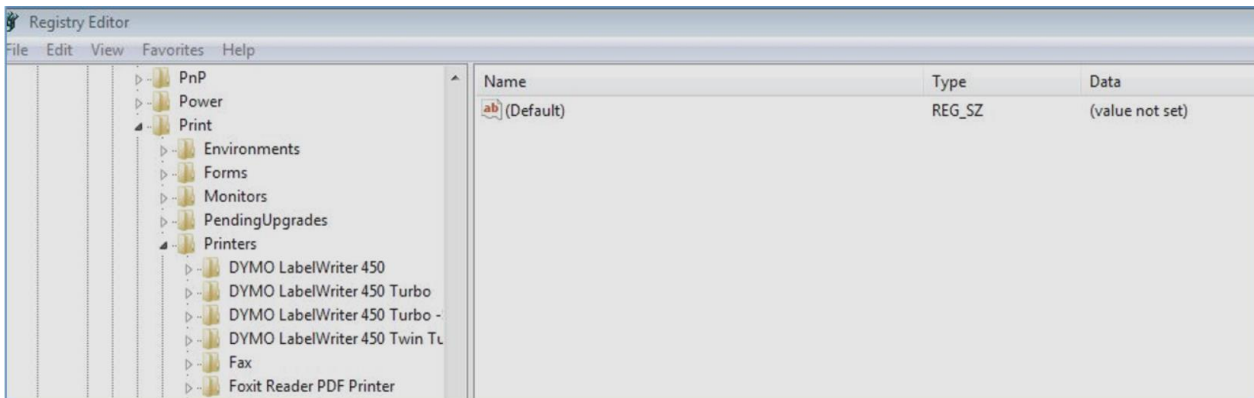 Registry Editor
File Edit View Favorites Help
PnP
Power
Print
Environments
Forms
Monitors
PendingUpgrades
Printers
DYMO LabelWriter 450
DYMO LabelWriter 450 Turbo
DYMO LabelWriter 450 Turbo -
DYMO LabelWriter 450 Twin Tu
Fax
Foxit Reader PDF Printer
Name Type Data
ab (Default) REG_SZ (value not set)